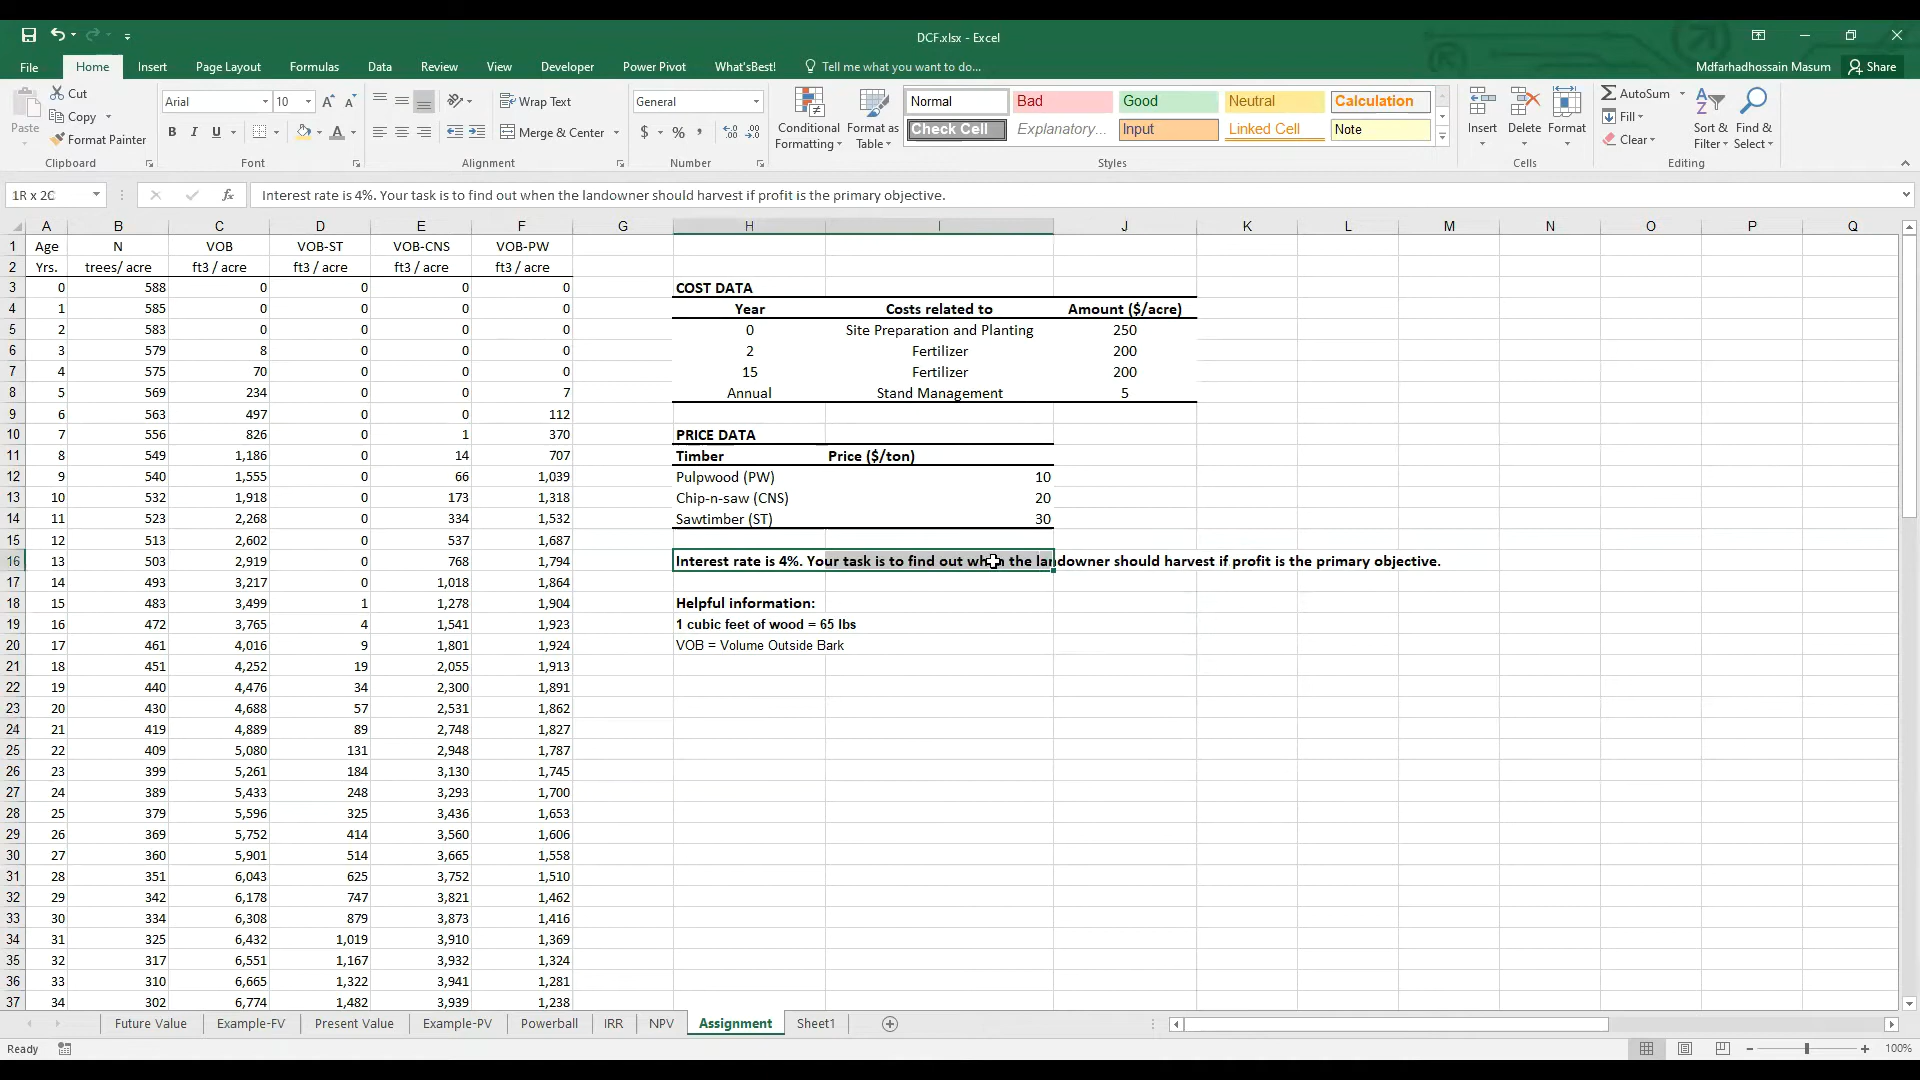 DCF.xlsx - Excel
File Home Insert Page Layout Formulas Data Review View Developer Power Pivot What'sBest! Tell me what you want to do... Mdfarhadhossain Masum Share
Paste Cut Copy Format Painter
Arial 10 Wrap Text Merge & Center General
B I U $ %
Conditional Formatting Format as Table
Normal Bad Good Neutral Calculation
Check Cell Explanatory... Input Linked Cell Note
Insert Delete Format AutoSum Fill Clear Sort & Filter Find & Select
Clipboard Font Alignment Number Styles Cells Editing
1R x 2C fx Interest rate is 4%. Your task is to find out when the landowner should harvest if profit is the primary objective.
A B C D E F G H I J K L M N O P Q
1 Age N VOB VOB-ST VOB-CNS VOB-PW
2 Yrs. trees/ acre ft3 / acre ft3 / acre ft3 / acre ft3 / acre
3 0 588 0 0 0 0 COST DATA
4 1 585 0 0 0 0 Year Costs related to Amount ($/acre)
5 2 583 0 0 0 0 0 Site Preparation and Planting 250
6 3 579 8 0 0 0 2 Fertilizer 200
7 4 575 70 0 0 0 15 Fertilizer 200
8 5 569 234 0 0 7 Annual Stand Management 5
9 6 563 497 0 0 112
10 7 556 826 0 1 370 PRICE DATA
11 8 549 1,186 0 14 707 Timber Price ($/ton)
12 9 540 1,555 0 66 1,039 Pulpwood (PW) 10
13 10 532 1,918 0 173 1,318 Chip-n-saw (CNS) 20
14 11 523 2,268 0 334 1,532 Sawtimber (ST) 30
15 12 513 2,602 0 537 1,687
16 13 503 2,919 0 768 1,794 Interest rate is 4%. Your task is to find out when the landowner should harvest if profit is the primary objective.
17 14 493 3,217 0 1,018 1,864
18 15 483 3,499 1 1,278 1,904 Helpful information:
19 16 472 3,765 4 1,541 1,923 1 cubic feet of wood = 65 lbs
20 17 461 4,016 9 1,801 1,924 VOB = Volume Outside Bark
21 18 451 4,252 19 2,055 1,913
22 19 440 4,476 34 2,300 1,891
23 20 430 4,688 57 2,531 1,862
24 21 419 4,889 89 2,748 1,827
25 22 409 5,080 131 2,948 1,787
26 23 399 5,261 184 3,130 1,745
27 24 389 5,433 248 3,293 1,700
28 25 379 5,596 325 3,436 1,653
29 26 369 5,752 414 3,560 1,606
30 27 360 5,901 514 3,665 1,558
31 28 351 6,043 625 3,752 1,510
32 29 342 6,178 747 3,821 1,462
33 30 334 6,308 879 3,873 1,416
34 31 325 6,432 1,019 3,910 1,369
35 32 317 6,551 1,167 3,932 1,324
36 33 310 6,665 1,322 3,941 1,281
37 34 302 6,774 1,482 3,939 1,238
Future Value Example-FV Present Value Example-PV Powerball IRR NPV Assignment Sheet1
Ready 100%